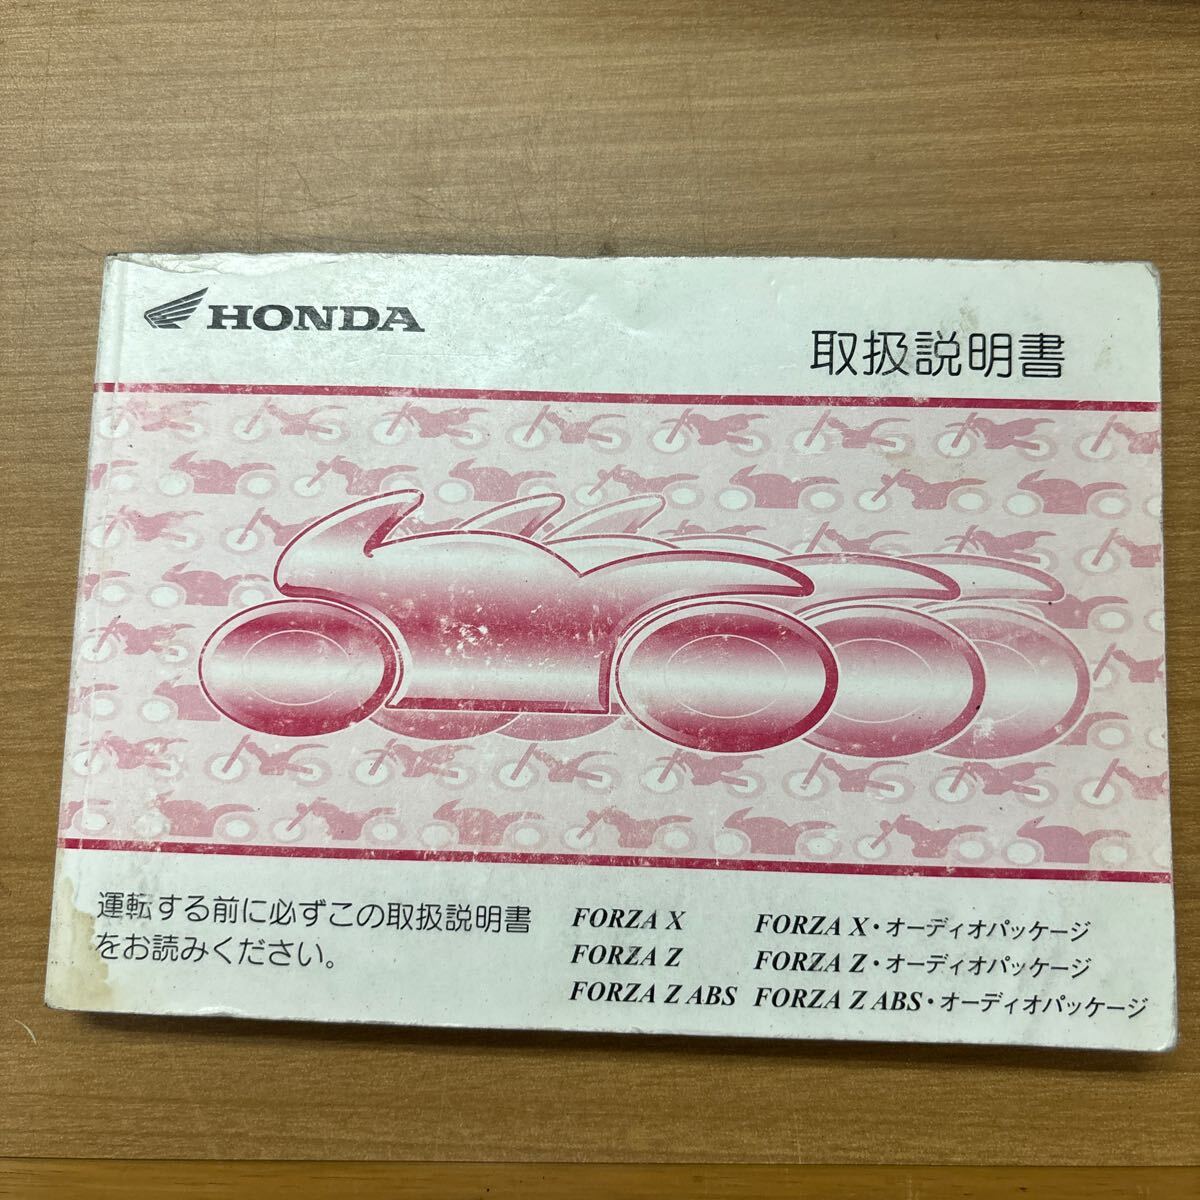 HONDA
取扱説明書
運転する前に必ずこの取扱説明書
をお読みください。
FORZA X FORZA X・オーディオパッケージ
FORZA Z FORZA Z・オーディオパッケージ
FORZA Z ABS FORZA Z ABS・オーディオパッケージ